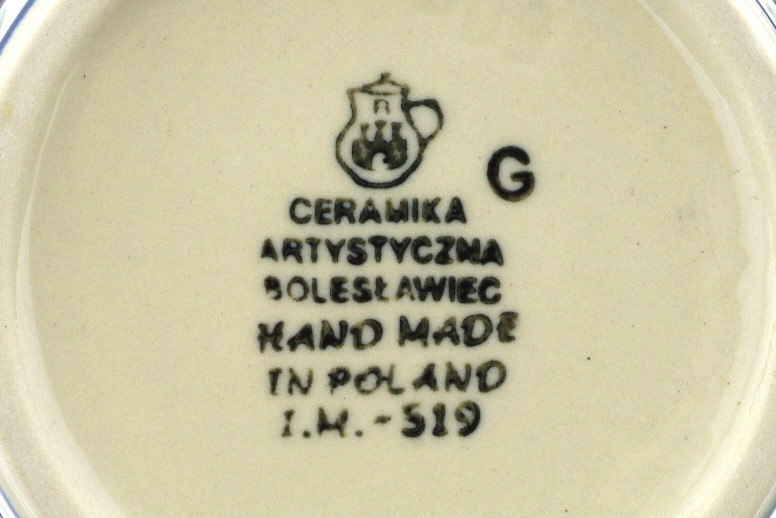 G
CERAMIKA
ARTYSTYCZNA
BOLESŁAWIEC
HAND MADE
IN POLAND
I.M.-519